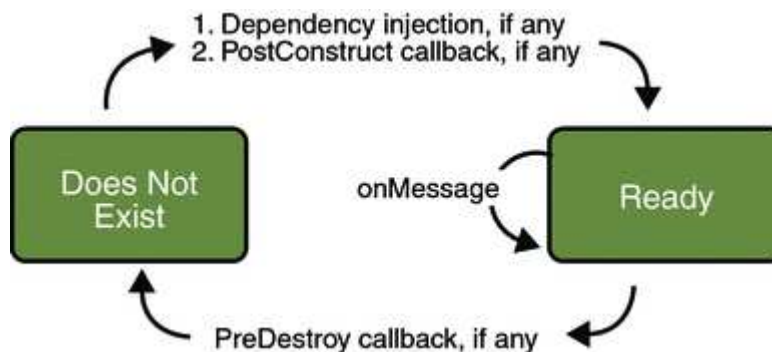 1. Dependency injection, if any
2. PostConstruct callback, if any
Does Not
Exist
onMessage
Ready
PreDestroy callback, if any